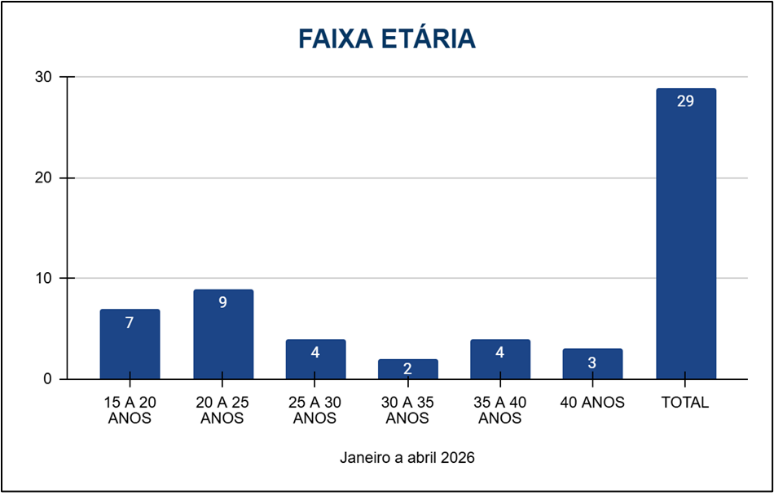 FAIXA ETÁRIA
30
20
10
0
7
9
4
2
4
3
29
15 A 20
ANOS
20 A 25
ANOS
25 A 30
ANOS
30 A 35
ANOS
35 A 40
ANOS
40 ANOS
TOTAL
Janeiro a abril 2026